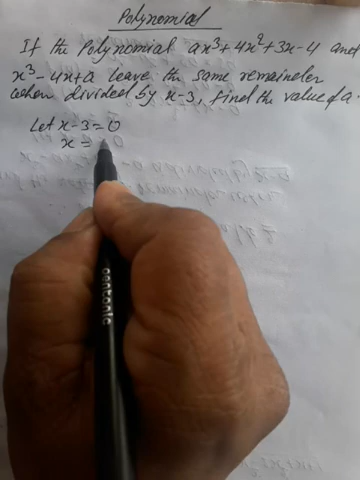 Polynomial
If the Polynomial ax³+4x²+3x-4 and
x³-4x+a leave the same remainder
when divided by x-3, find the value of a.
Let x-3=0
x =